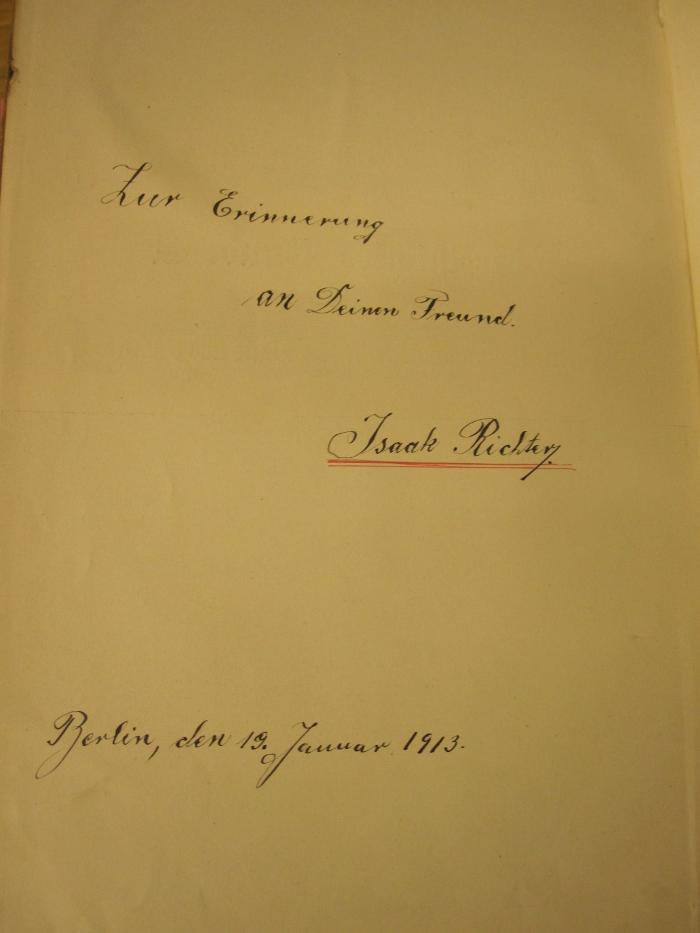 Zur Erinnerung
an Deinen Freund.
Isaak Richter.
Berlin, den 19. Januar 1913.